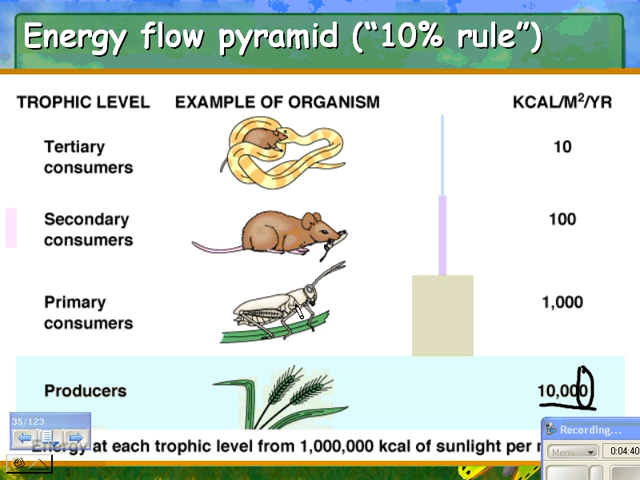 Energy flow pyramid (“10% rule”)
TROPHIC LEVEL EXAMPLE OF ORGANISM KCAL/M²/YR
Tertiary consumers 10
Secondary consumers 100
Primary consumers 1,000
Producers 10,000
35/123
Energy at each trophic level from 1,000,000 kcal of sunlight per
Recording...
Menu 0:04:40